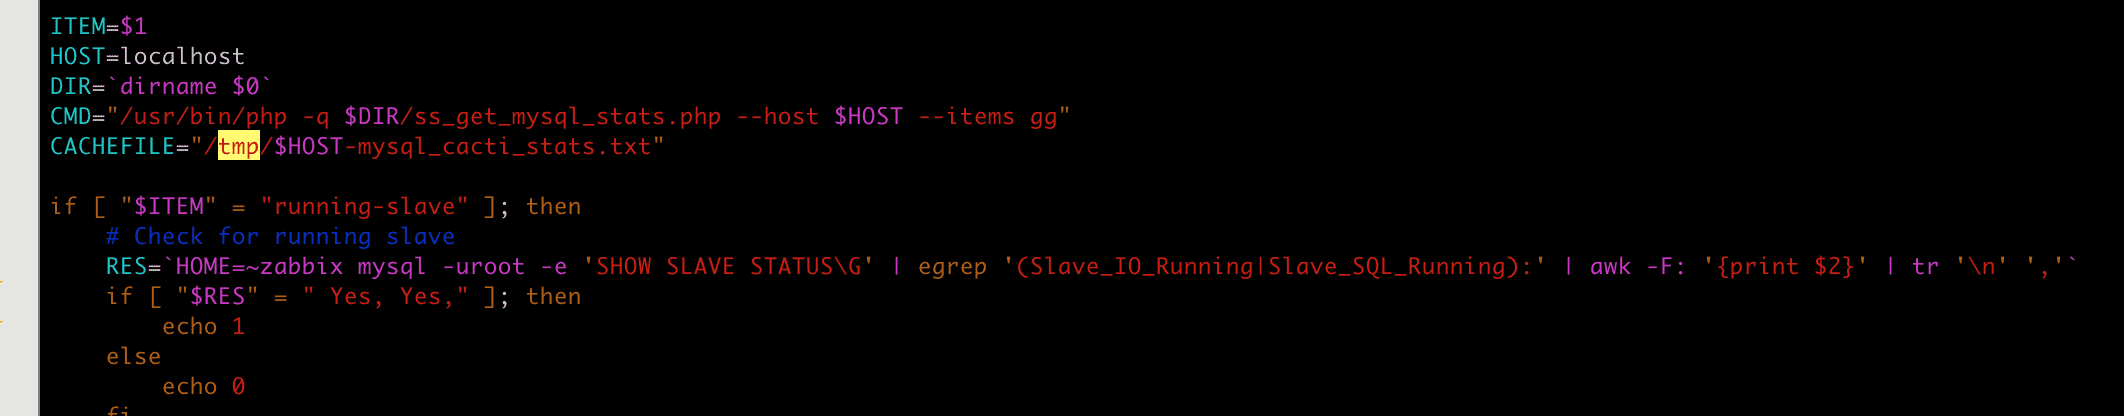 ITEM=$1
HOST=localhost
DIR=`dirname $0`
CMD="/usr/bin/php -q $DIR/ss_get_mysql_stats.php --host $HOST --items gg"
CACHEFILE="/tmp/$HOST-mysql_cacti_stats.txt"
if [ "$ITEM" = "running-slave" ]; then
# Check for running slave
RES=`HOME=~zabbix mysql -uroot -e 'SHOW SLAVE STATUS\G' | egrep '(Slave_IO_Running|Slave_SQL_Running):' | awk -F: '{print $2}' | tr '\n' ','`
if [ "$RES" = " Yes, Yes," ]; then
echo 1
else
echo 0
fi